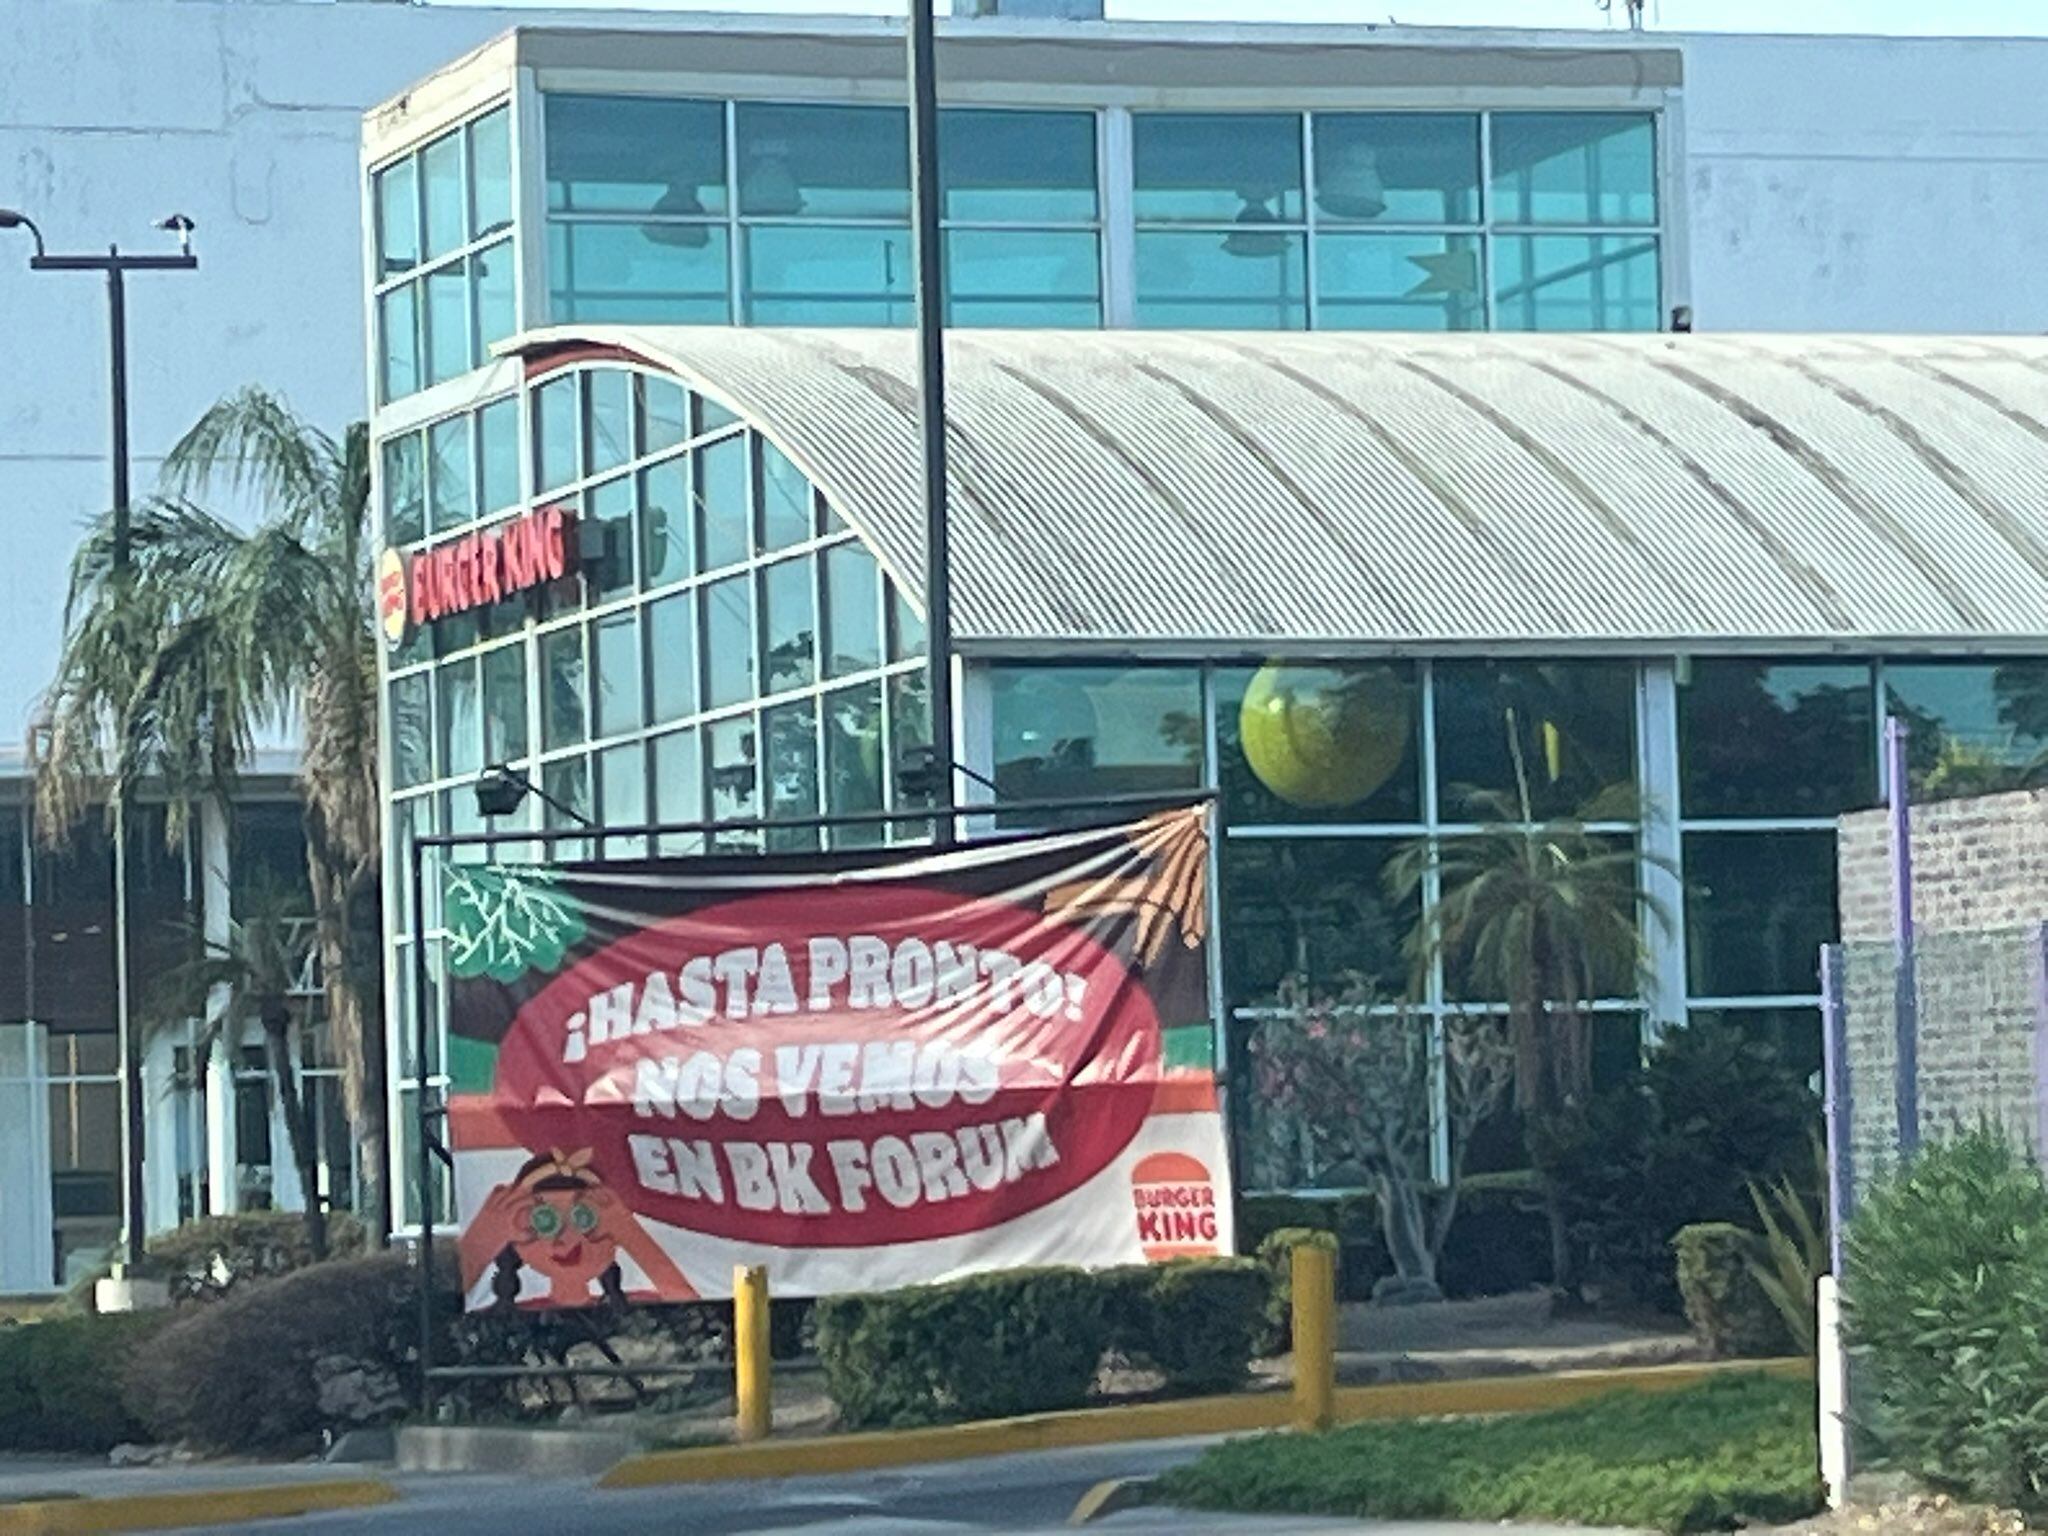 BURGER KING
¡HASTA PRONTO!
NOS VEMOS
EN BK FORUM
BURGER
KING